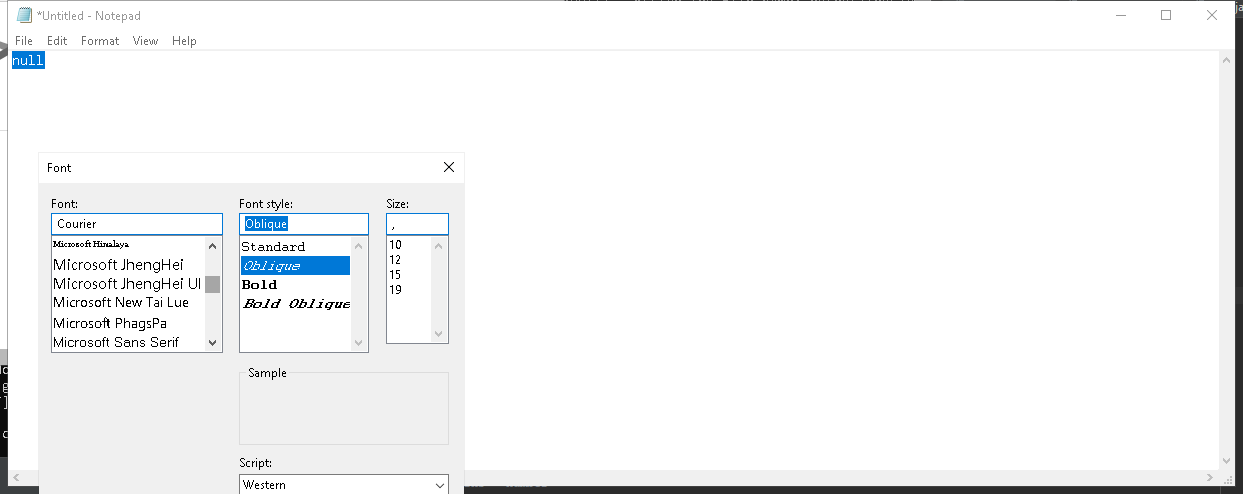 *Untitled - Notepad
File Edit Format View Help
null
Font
Font: Font style: Size:
Courier Oblique ,
Microsoft Himalaya
Microsoft JhengHei
Microsoft JhengHei UI
Microsoft New Tai Lue
Microsoft PhagsPa
Microsoft Sans Serif
Standard
Oblique
Bold
Bold Oblique
10
12
15
19
Sample
Script:
Western